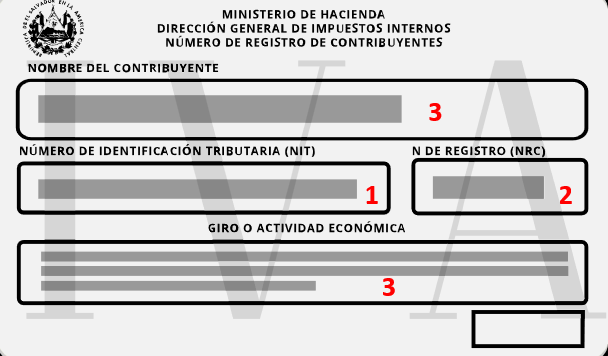 MINISTERIO DE HACIENDA
DIRECCIÓN GENERAL DE IMPUESTOS INTERNOS
NÚMERO DE REGISTRO DE CONTRIBUYENTES
NOMBRE DEL CONTRIBUYENTE
3
NÚMERO DE IDENTIFICACIÓN TRIBUTARIA (NIT)
N DE REGISTRO (NRC)
1
2
GIRO O ACTIVIDAD ECONÓMICA
3
IVA